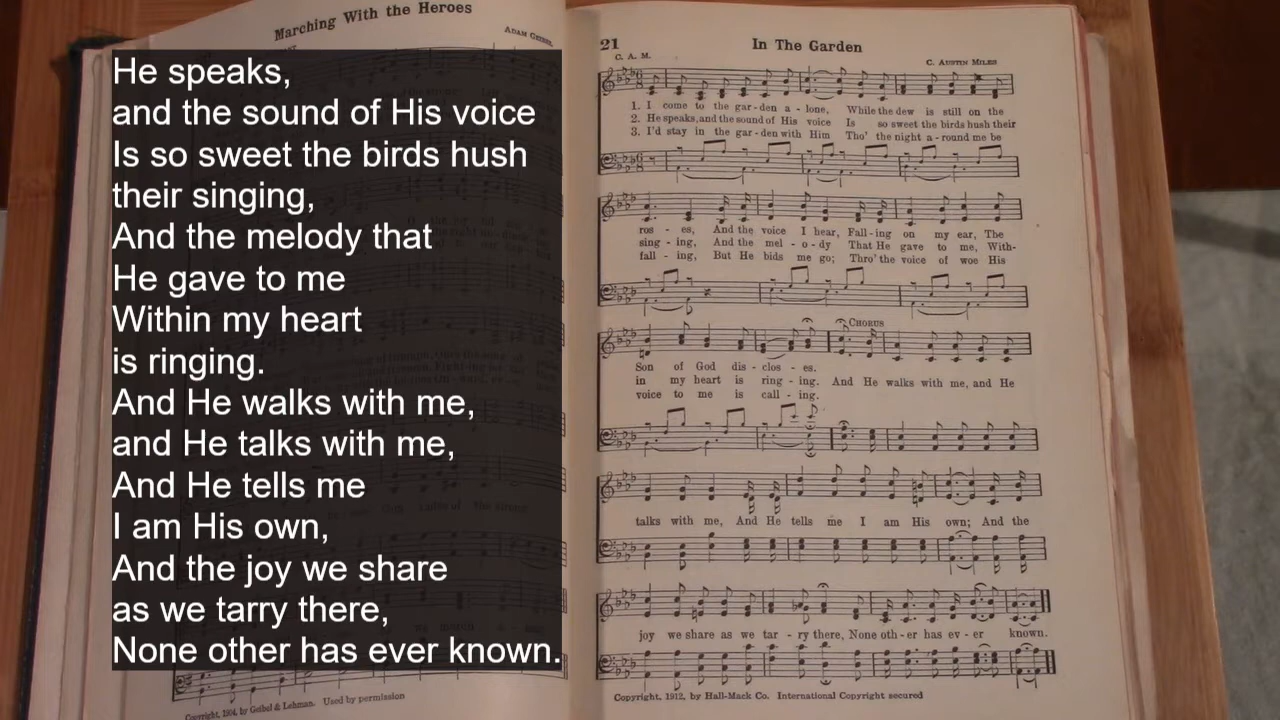 Marching With the Heroes
ADAM GEIBEL
He speaks,
and the sound of His voice
Is so sweet the birds hush
their singing,
And the melody that
He gave to me
Within my heart
is ringing.
And He walks with me,
and He talks with me,
And He tells me
I am His own,
And the joy we share
as we tarry there,
None other has ever known.
Copyright, 1904, by Geibel & Lehman. Used by permission
21 In The Garden
C. A. M. C. AUSTIN MILES
1. I come to the gar-den a-lone, While the dew is still on the
2. He speaks, and the sound of His voice Is so sweet the birds hush their
3. I'd stay in the gar-den with Him Tho' the night a-round me be
ros - es, And the voice I hear, Fall-ing on my ear, The
sing - ing, And the mel - o - dy That He gave to me, With-
fall - ing, But He bids me go; Thro' the voice of woe His
CHORUS
Son of God dis - clos - es.
in my heart is ring - ing. And He walks with me, and He
voice to me is call - ing.
talks with me, And He tells me I am His own; And the
joy we share as we tar - ry there, None oth-er has ev - er known.
Copyright, 1912, by Hall-Mack Co. International Copyright secured